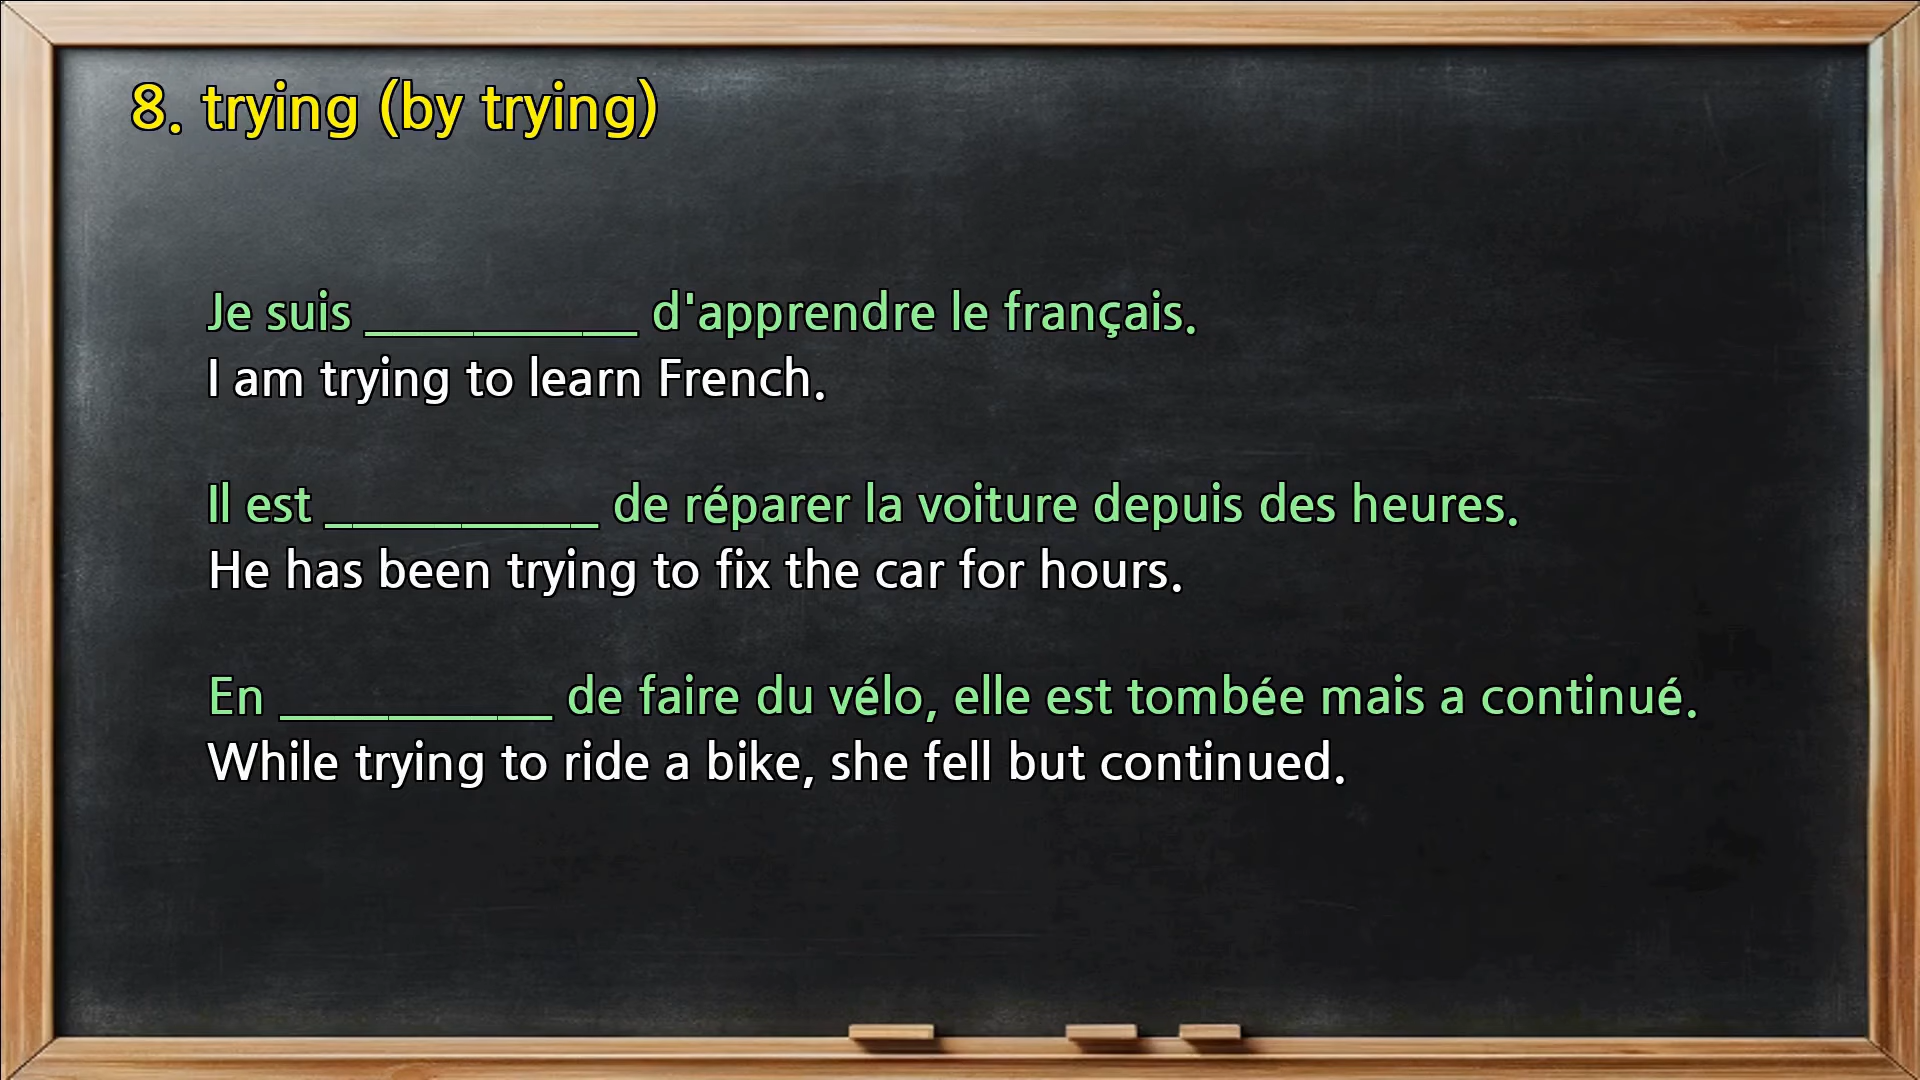 8. trying (by trying)
Je suis __________ d'apprendre le français.
I am trying to learn French.
Il est __________ de réparer la voiture depuis des heures.
He has been trying to fix the car for hours.
En __________ de faire du vélo, elle est tombée mais a continué.
While trying to ride a bike, she fell but continued.